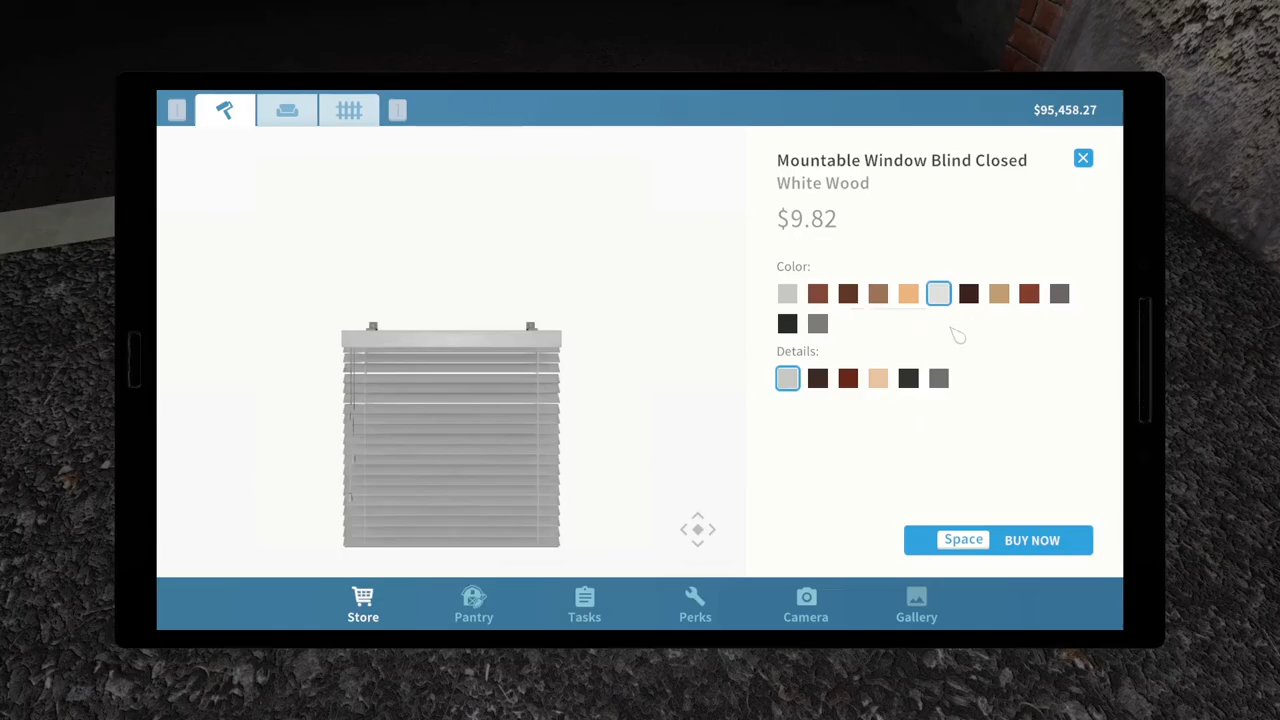 $95,458.27
Mountable Window Blind Closed
White Wood
$9.82
Color:
Details:
Space BUY NOW
Store Pantry Tasks Perks Camera Gallery